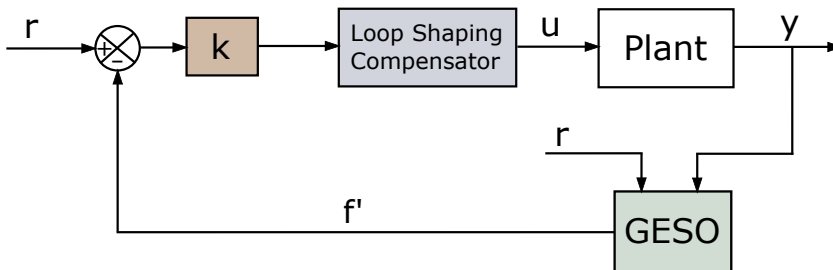 r
+
−
k
Loop Shaping
Compensator
u
Plant
y
r
f'
GESO